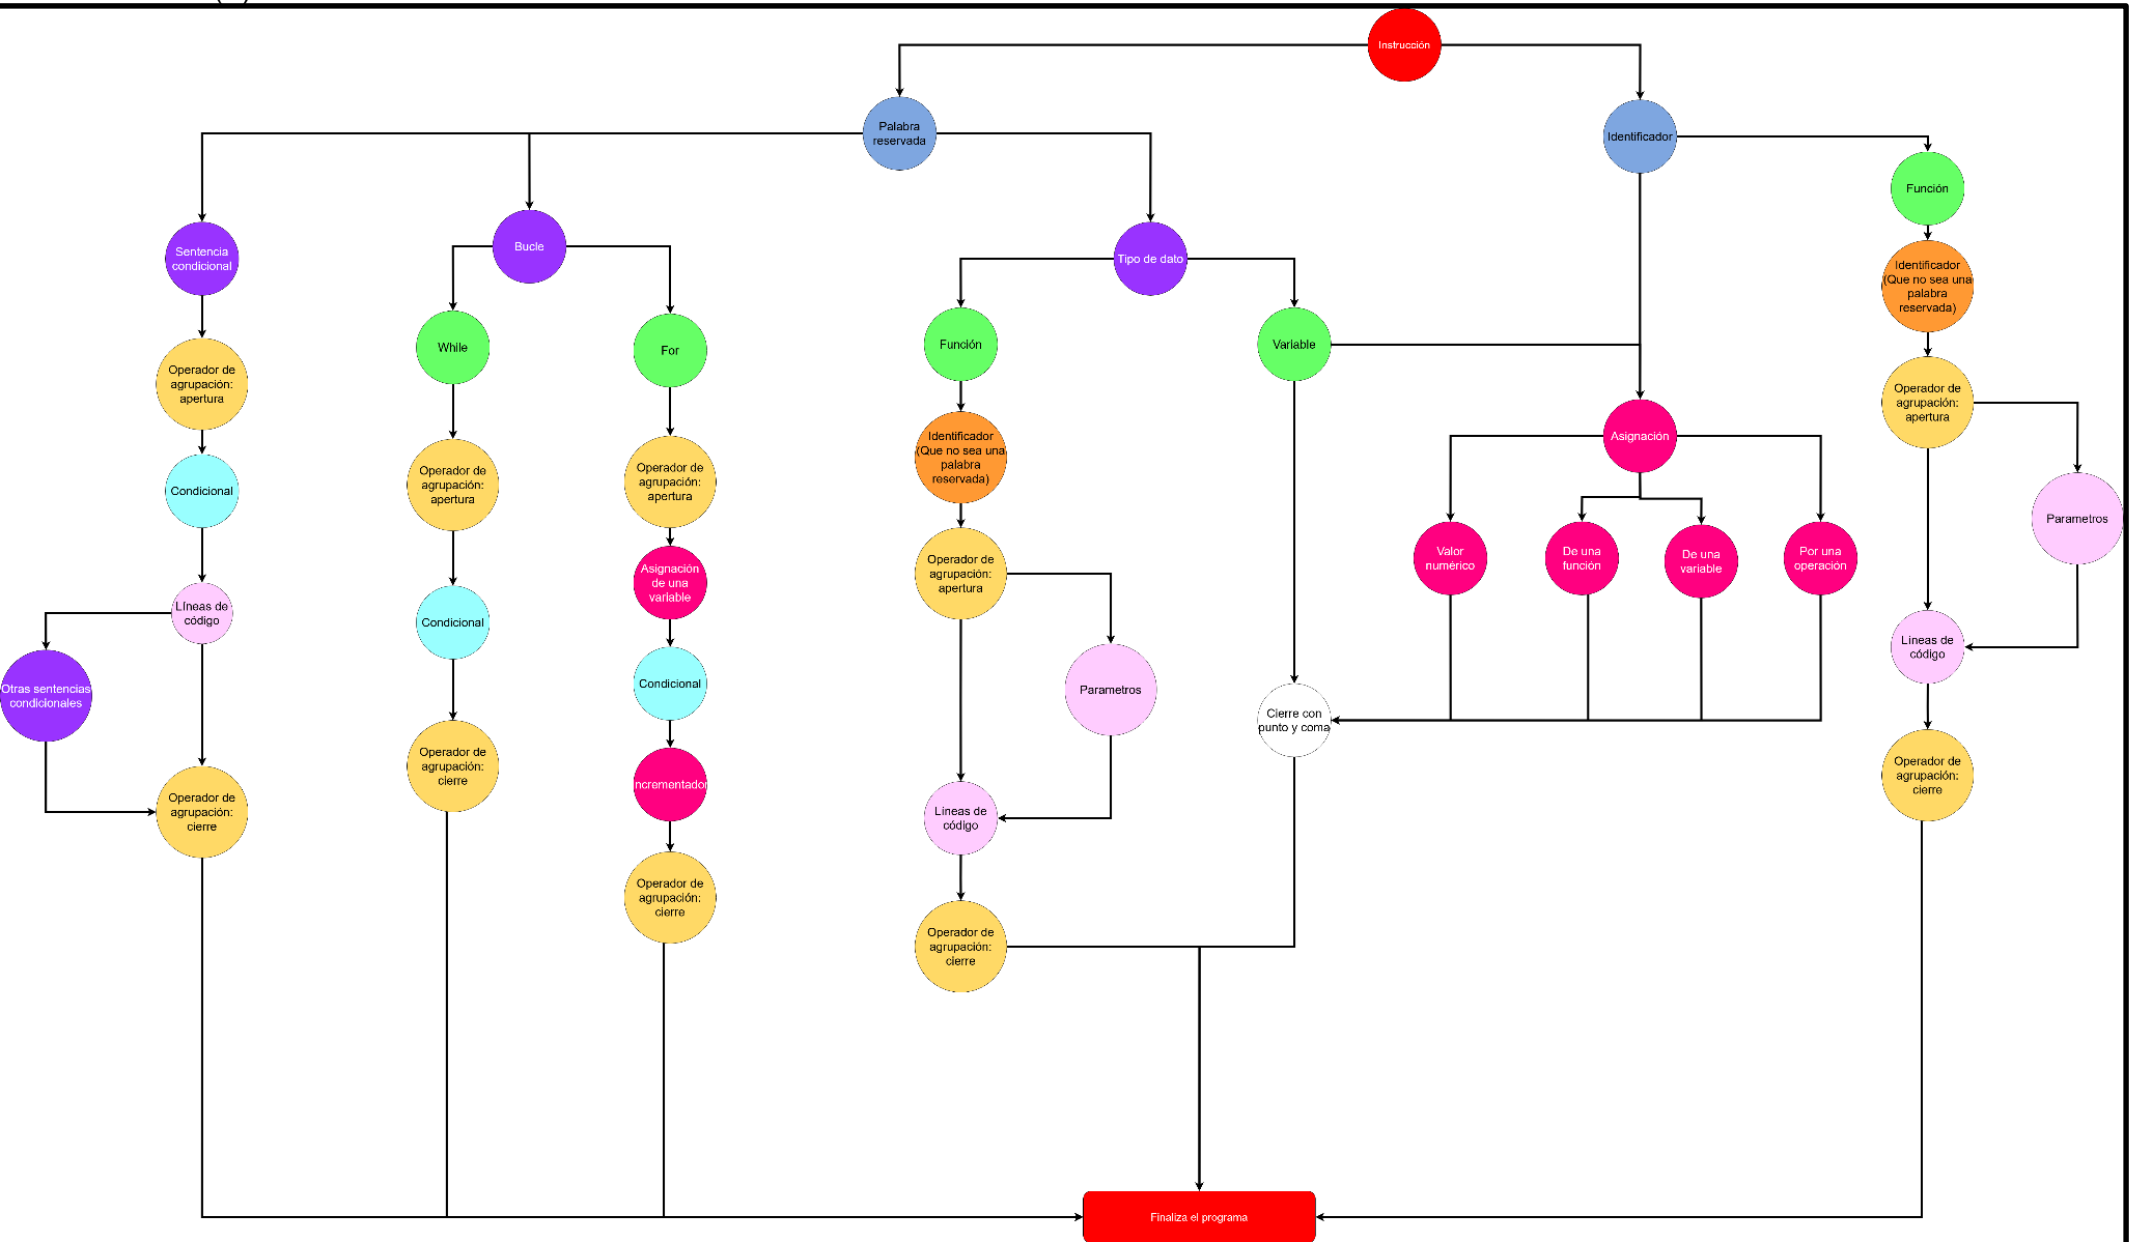 Instrucción
Palabra
reservada
Identificador
Función
Sentencia
condicional
Bucle
Tipo de dato
Identificador
(Que no sea una
palabra
reservada)
While
For
Función
Variable
Operador de
agrupación:
apertura
Operador de
agrupación:
apertura
Identificador
(Que no sea una
palabra
reservada)
Asignación
Condicional
Operador de
agrupación:
apertura
Operador de
agrupación:
apertura
Parametros
Operador de
agrupación:
apertura
Asignación
de una
variable
Valor
numérico
De una
función
De una
variable
Por una
operación
Líneas de
código
Condicional
Líneas de
código
Otras sentencias
condicionales
Condicional
Parametros
Cierre con
punto y coma
Operador de
agrupación:
cierre
Operador de
agrupación:
cierre
Incrementador
Líneas de
código
Operador de
agrupación:
cierre
Operador de
agrupación:
cierre
Operador de
agrupación:
cierre
Finaliza el programa